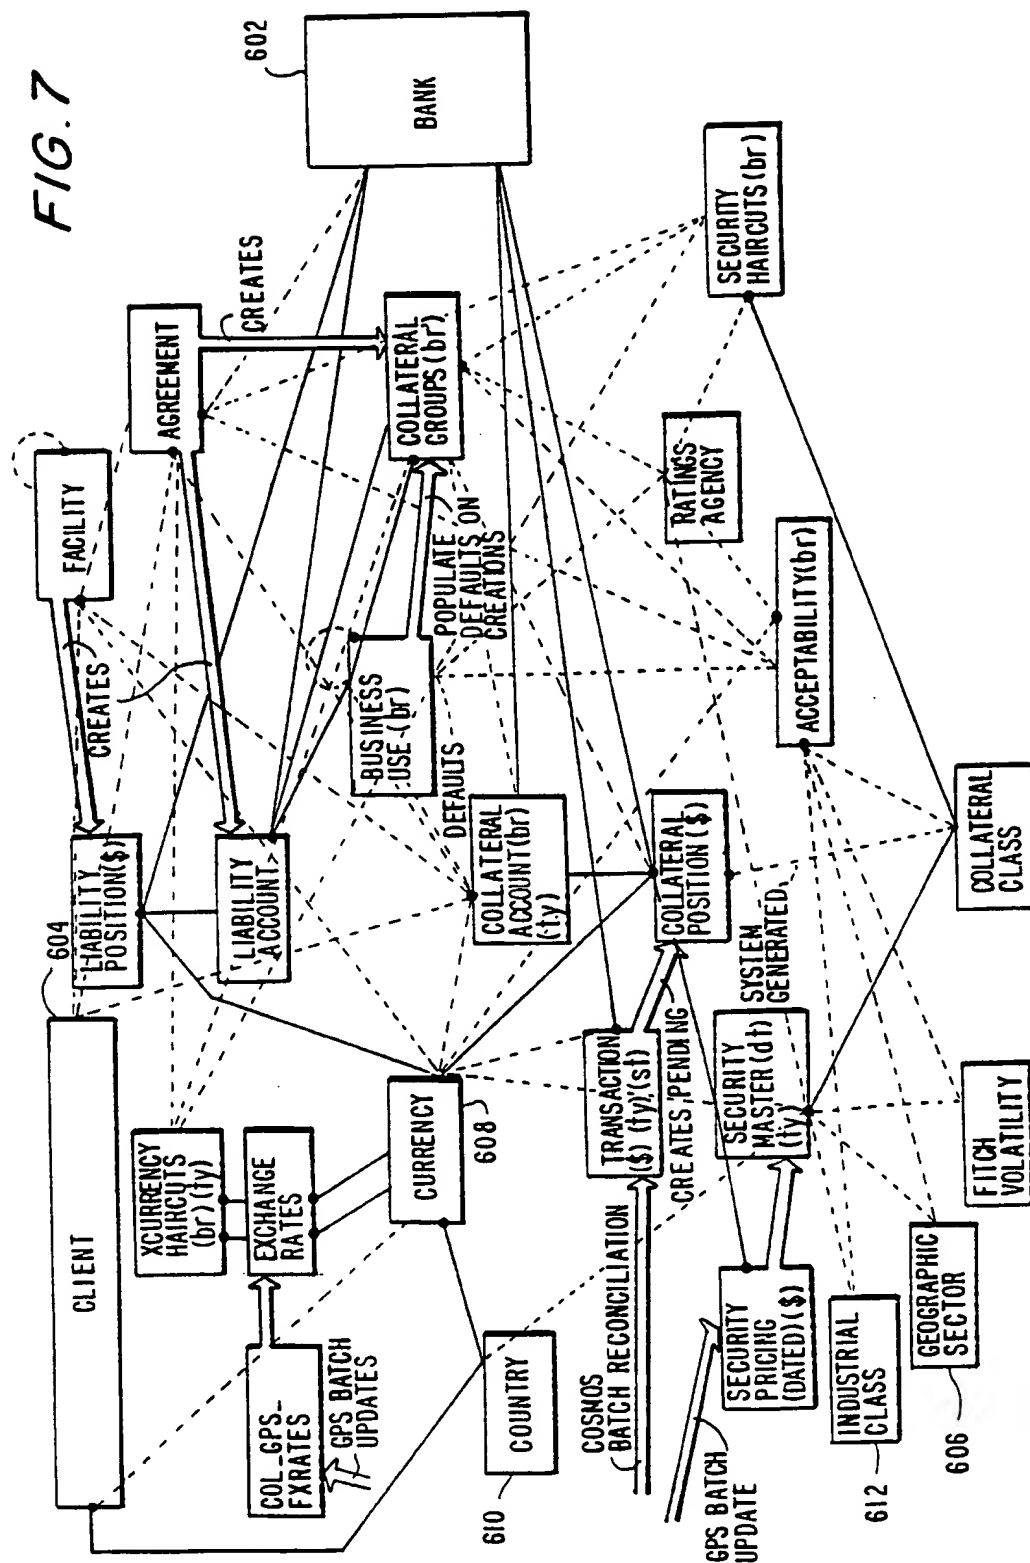 FIG. 7
602
BANK
CREATES
AGREEMENT
COLLATERAL
GROUPS (br)
SECURITY
HAIRCUTS (br)
FACILITY
CREATES
POPULATE
DEFAULTS ON
CREATIONS
RATINGS
AGENCY
BUSINESS
USE (br)
DEFAULTS
ACCEPTABILITY(br)
604
LIABILITY
POSITION($)
LIABILITY
ACCOUNT
COLLATERAL
ACCOUNT(br)
(ty)
COLLATERAL
POSITION ($)
SYSTEM
GENERATED
COLLATERAL
CLASS
CLIENT
XCURRENCY
HAIRCUTS
(br) (ty)
EXCHANGE
RATES
CURRENCY
608
TRANSACTION
($) (ty),(st)
CREATES,PENDING
SECURITY
MASTER(dt)
(ty)
FITCH
VOLATILITY
COL_GPS_
FXRATES
GPS BATCH
UPDATES
COUNTRY
610
COSMOS
BATCH RECONCILIATION
SECURITY
PRICING
(DATED)($)
GPS BATCH
UPDATE
INDUSTRIAL
CLASS
612
GEOGRAPHIC
SECTOR
606